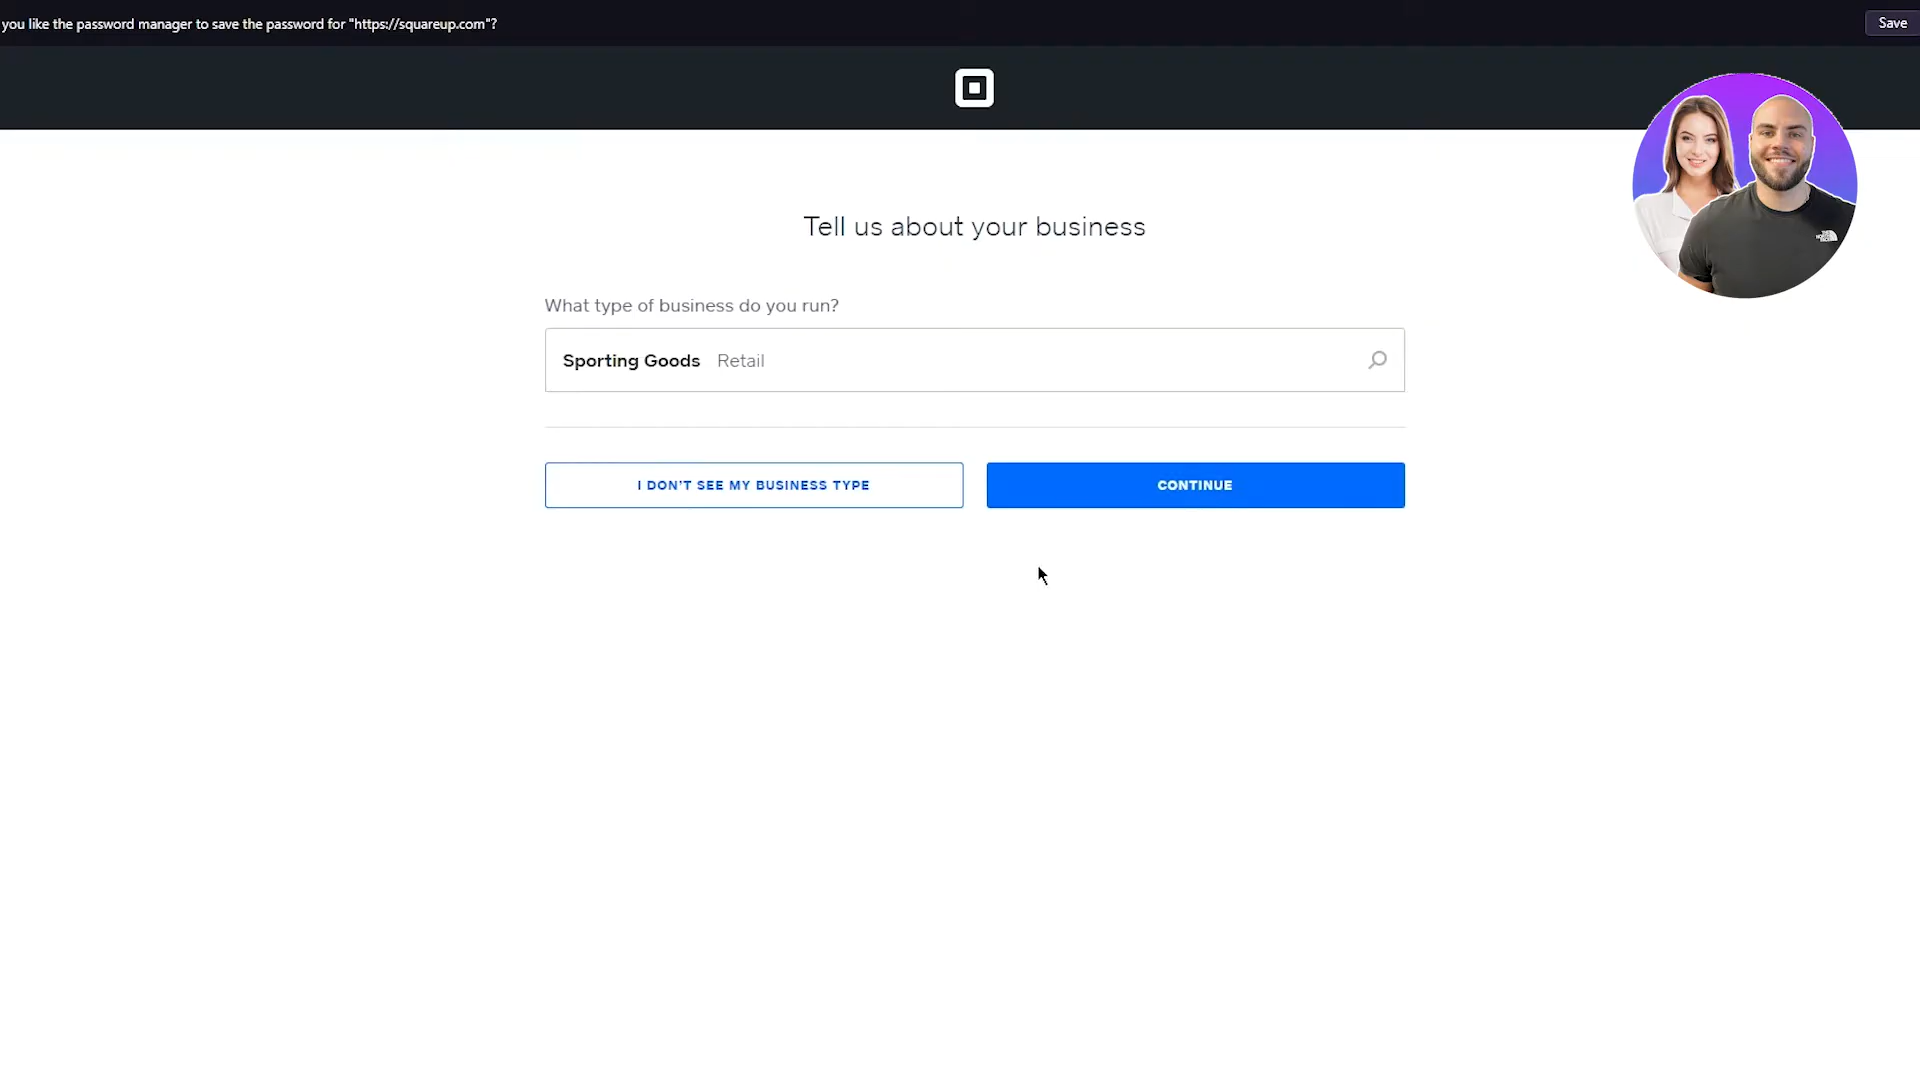 you like the password manager to save the password for "https://squareup.com"?
Save
Tell us about your business
What type of business do you run?
Sporting Goods Retail
I DON'T SEE MY BUSINESS TYPE
CONTINUE